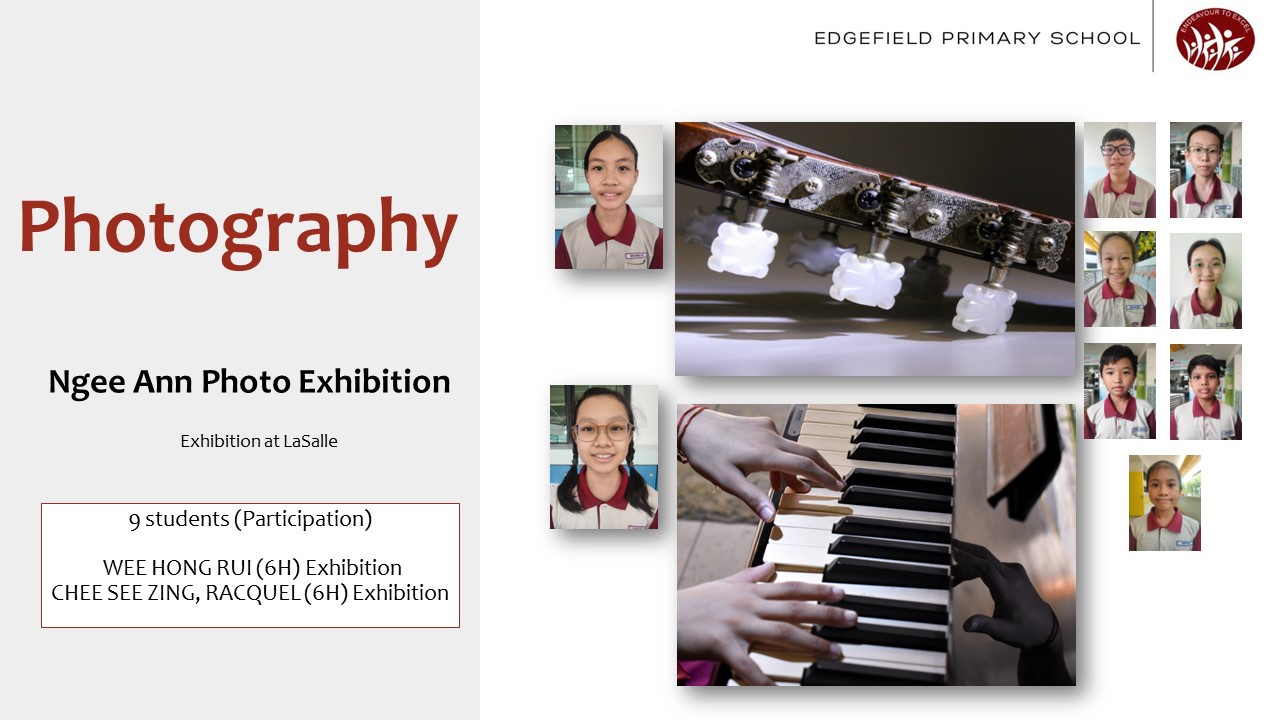 EDGEFIELD PRIMARY SCHOOL
ENDEAVOUR TO EXCEL
Photography
Ngee Ann Photo Exhibition
Exhibition at LaSalle
9 students (Participation)
WEE HONG RUI (6H) Exhibition
CHEE SEE ZING, RACQUEL (6H) Exhibition